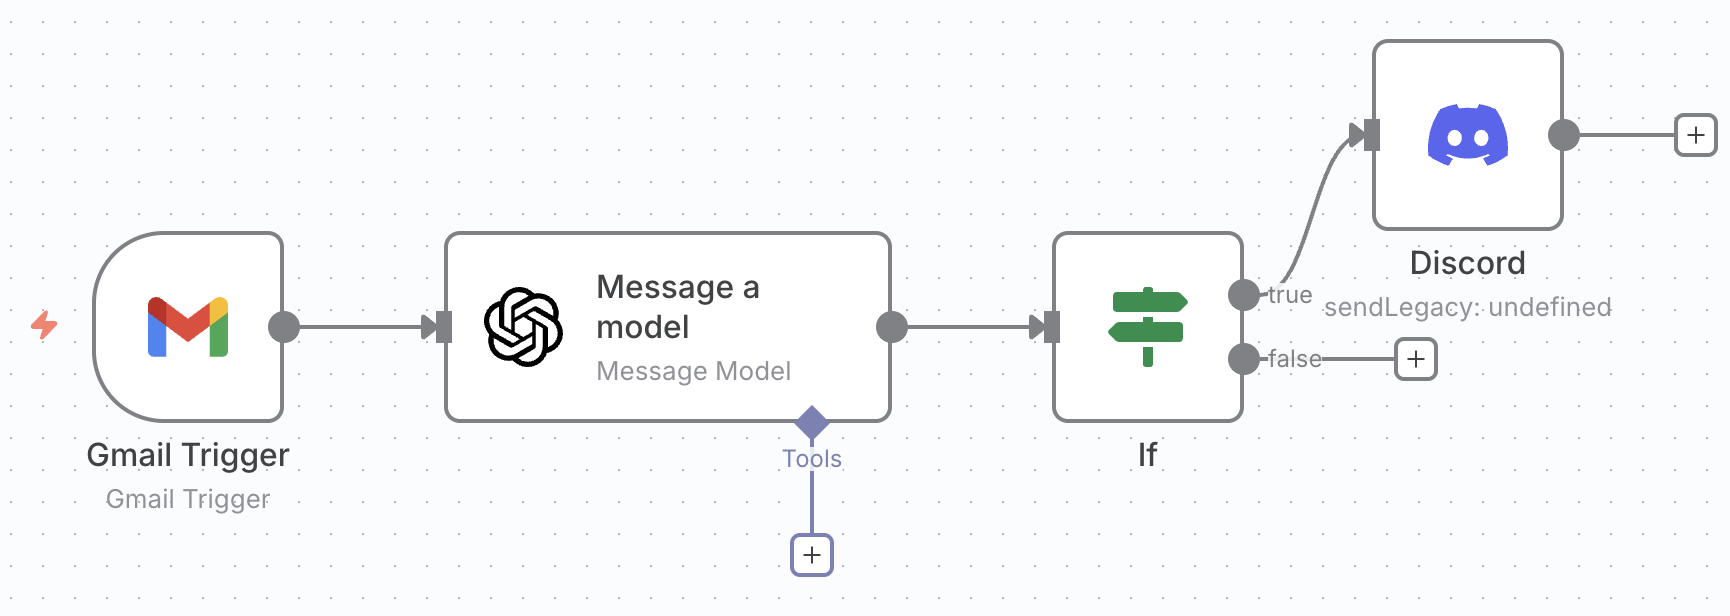 Gmail Trigger
Gmail Trigger
Message a
model
Message Model
Tools
If
true
false
Discord
sendLegacy: undefined